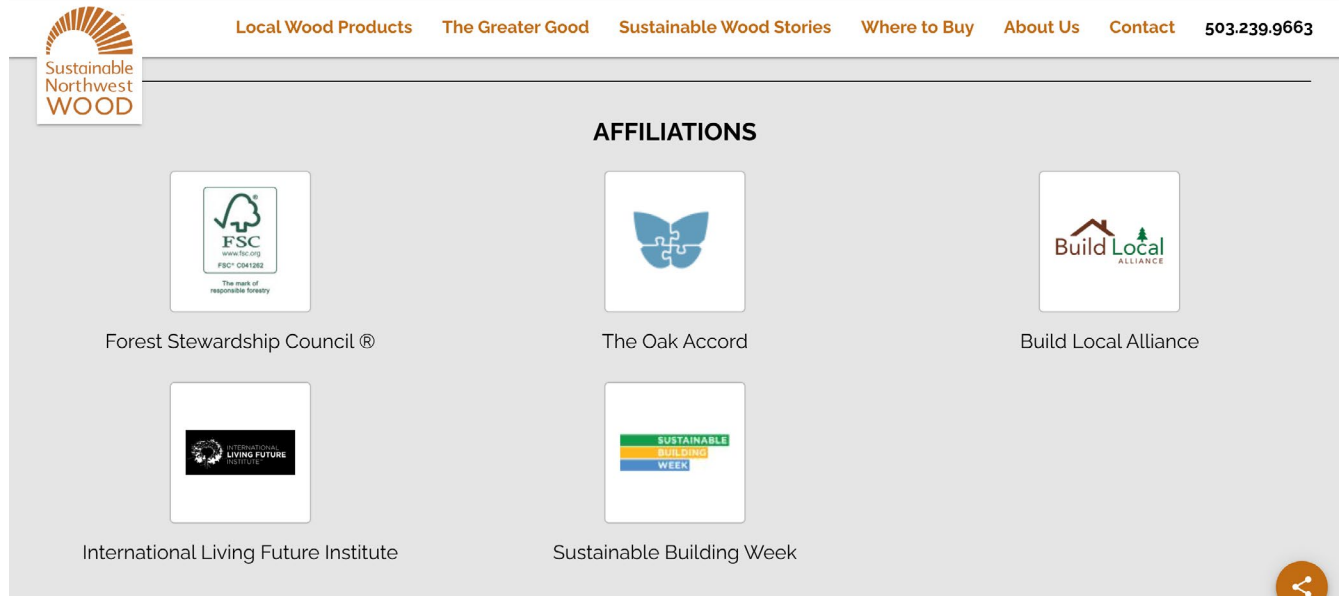 Local Wood Products The Greater Good Sustainable Wood Stories Where to Buy About Us Contact 503.239.9663
Sustainable
Northwest
WOOD
AFFILIATIONS
FSC
www.fsc.org
FSC® C041262
The mark of
responsible forestry
Build Local
ALLIANCE
Forest Stewardship Council ® The Oak Accord Build Local Alliance
INTERNATIONAL
LIVING FUTURE
INSTITUTE
SUSTAINABLE
BUILDING
WEEK
International Living Future Institute Sustainable Building Week